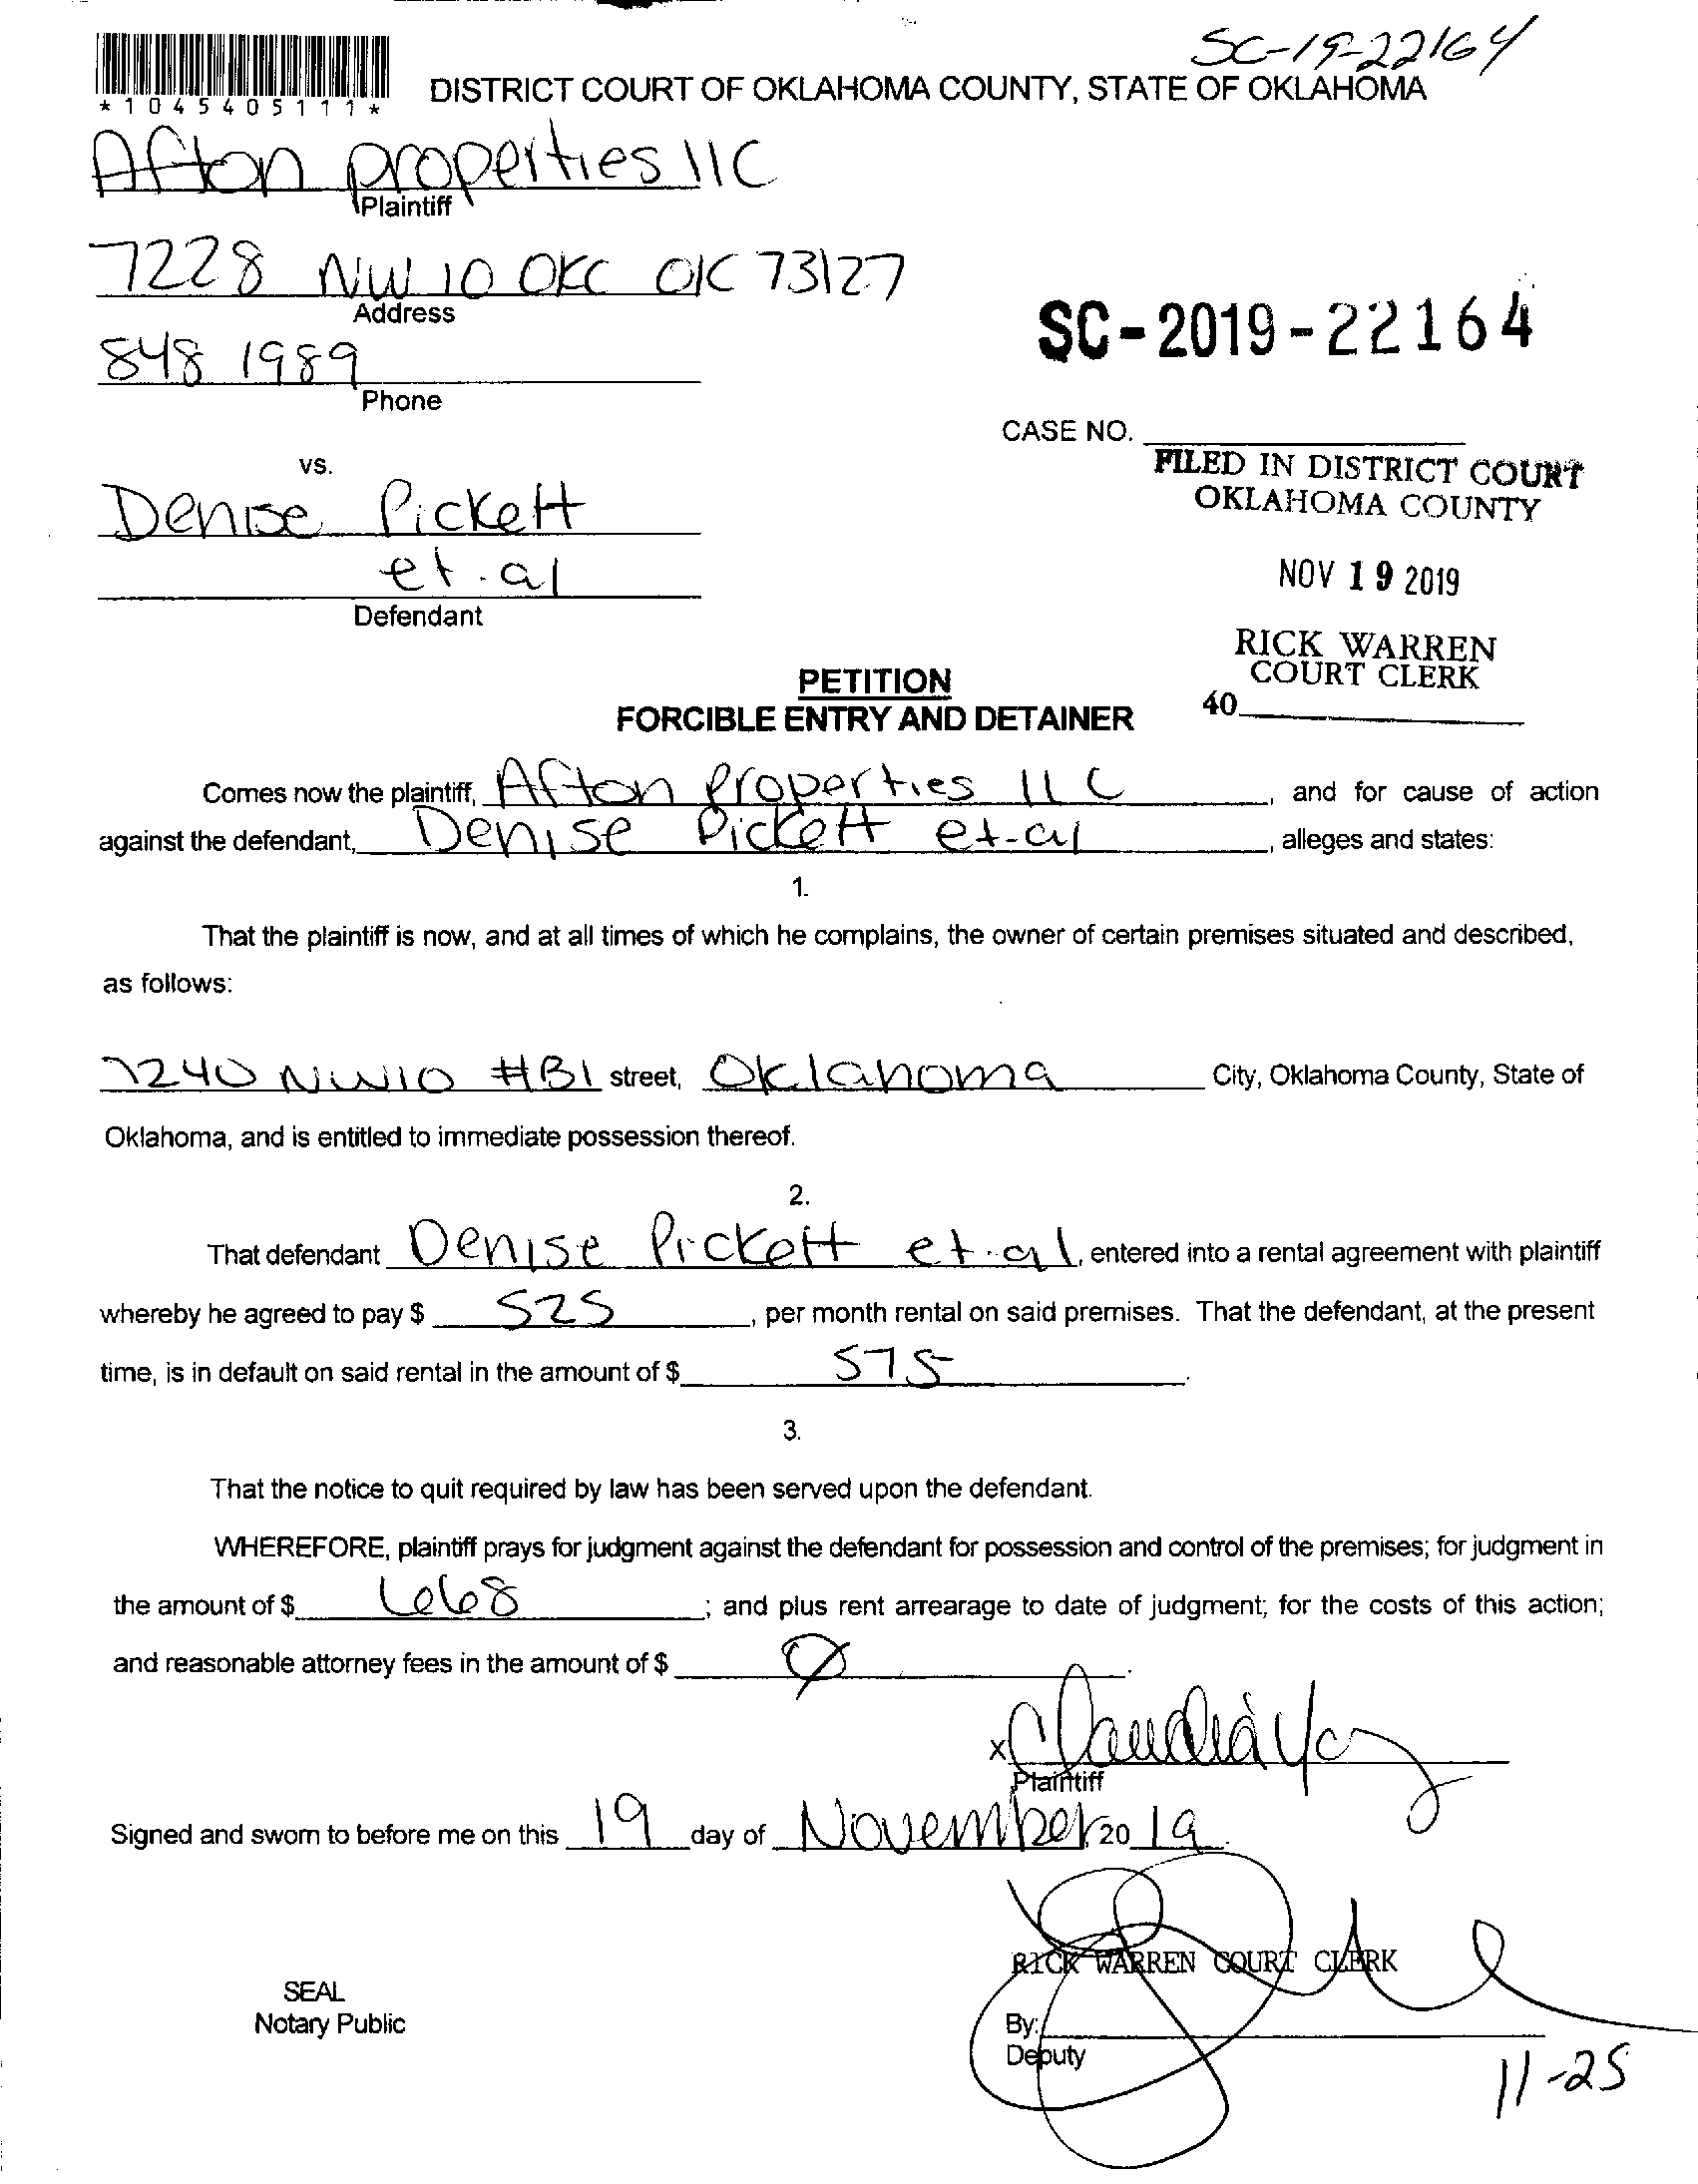 SC-19-22164
*1045405111*
DISTRICT COURT OF OKLAHOMA COUNTY, STATE OF OKLAHOMA
Afton properties llC
Plaintiff
7228 NW 10 OKC OK 73127
Address
848 1989
Phone
SC-2019-22164
CASE NO.
vs.
FILED IN DISTRICT COURT
OKLAHOMA COUNTY
Denise Pickett
et.al
Defendant
NOV 19 2019
RICK WARREN
COURT CLERK
40
PETITION
FORCIBLE ENTRY AND DETAINER
Comes now the plaintiff, Afton Properties llC, and for cause of action
against the defendant, Denise Pickett et-al, alleges and states:
1.
That the plaintiff is now, and at all times of which he complains, the owner of certain premises situated and described,
as follows:
7240 NW10 #B1 street, Oklahoma City, Oklahoma County, State of
Oklahoma, and is entitled to immediate possession thereof.
2.
That defendant Denise Pickett et.al, entered into a rental agreement with plaintiff
whereby he agreed to pay $ 525, per month rental on said premises. That the defendant, at the present
time, is in default on said rental in the amount of $ 575.
3.
That the notice to quit required by law has been served upon the defendant.
WHEREFORE, plaintiff prays for judgment against the defendant for possession and control of the premises; for judgment in
the amount of $ 668; and plus rent arrearage to date of judgment; for the costs of this action;
and reasonable attorney fees in the amount of $ Ø.
x Claudia
Plaintiff
Signed and sworn to before me on this 19 day of November, 20 19.
RICK WARREN COURT CLERK
SEAL
Notary Public
By:
Deputy
11-25